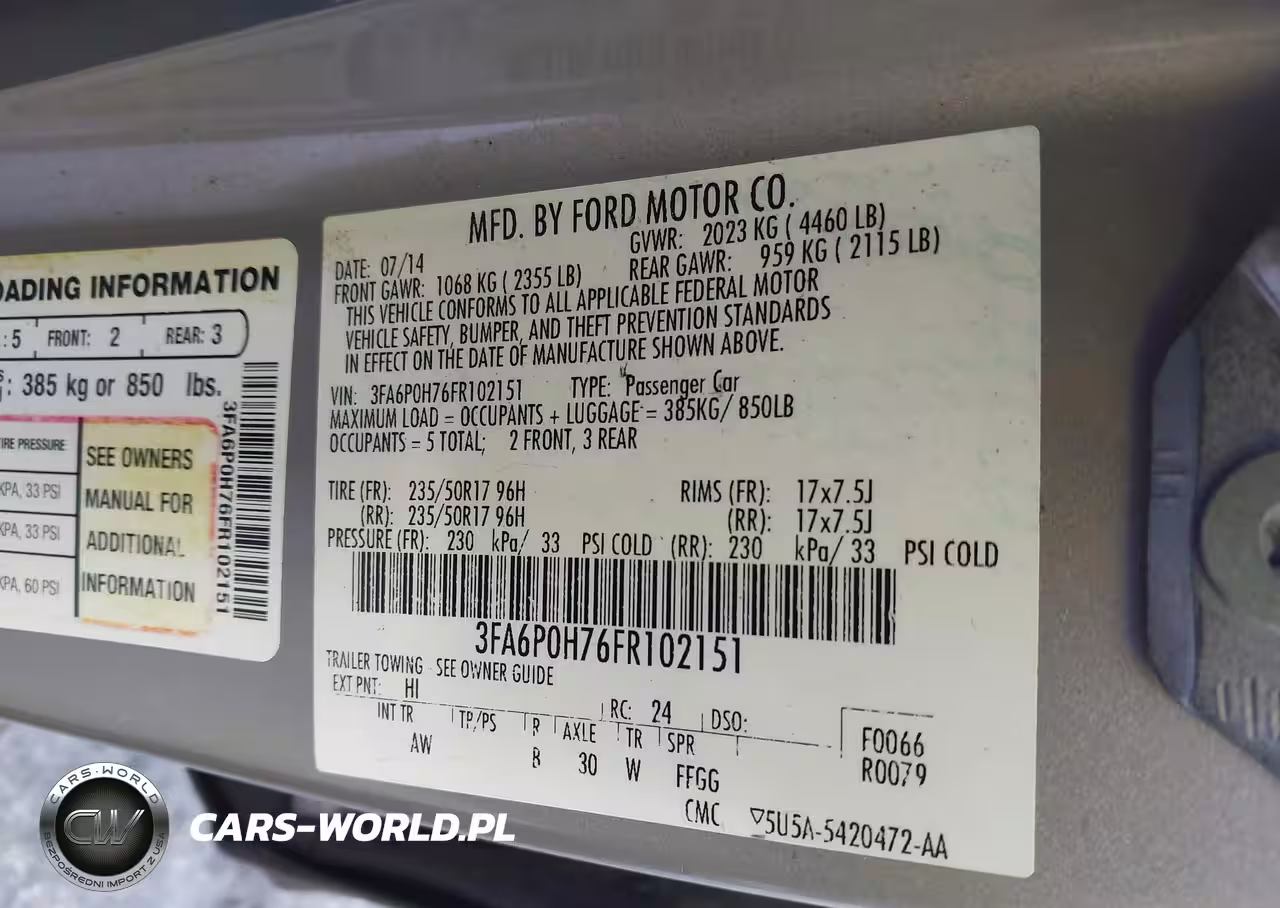 OADING INFORMATION
: 5 FRONT: 2 REAR: 3
: 385 kg or 850 lbs.
TIRE PRESSURE
KPA, 33 PSI
KPA, 33 PSI
KPA, 60 PSI
SEE OWNERS
MANUAL FOR
ADDITIONAL
INFORMATION
3FA6P0H76FR102151
MFD. BY FORD MOTOR CO.
DATE: 07/14 GVWR: 2023 KG ( 4460 LB)
FRONT GAWR: 1068 KG ( 2355 LB) REAR GAWR: 959 KG ( 2115 LB)
THIS VEHICLE CONFORMS TO ALL APPLICABLE FEDERAL MOTOR
VEHICLE SAFETY, BUMPER, AND THEFT PREVENTION STANDARDS
IN EFFECT ON THE DATE OF MANUFACTURE SHOWN ABOVE.
VIN: 3FA6P0H76FR102151 TYPE: Passenger Car
MAXIMUM LOAD = OCCUPANTS + LUGGAGE = 385KG/ 850LB
OCCUPANTS = 5 TOTAL; 2 FRONT, 3 REAR
TIRE (FR): 235/50R17 96H RIMS (FR): 17x7.5J
(RR): 235/50R17 96H (RR): 17x7.5J
PRESSURE (FR): 230 kPa/ 33 PSI COLD (RR): 230 kPa/ 33 PSI COLD
3FA6P0H76FR102151
TRAILER TOWING - SEE OWNER GUIDE
EXT PNT: HI RC: 24 DSO:
INT TR TP/PS R AXLE TR SPR F0066
AW B 30 W FFGG R0079
CMC ▽5U5A-5420472-AA
CARS-WORLD
CW
BEZPOŚREDNI IMPORT Z USA
CARS-WORLD.PL